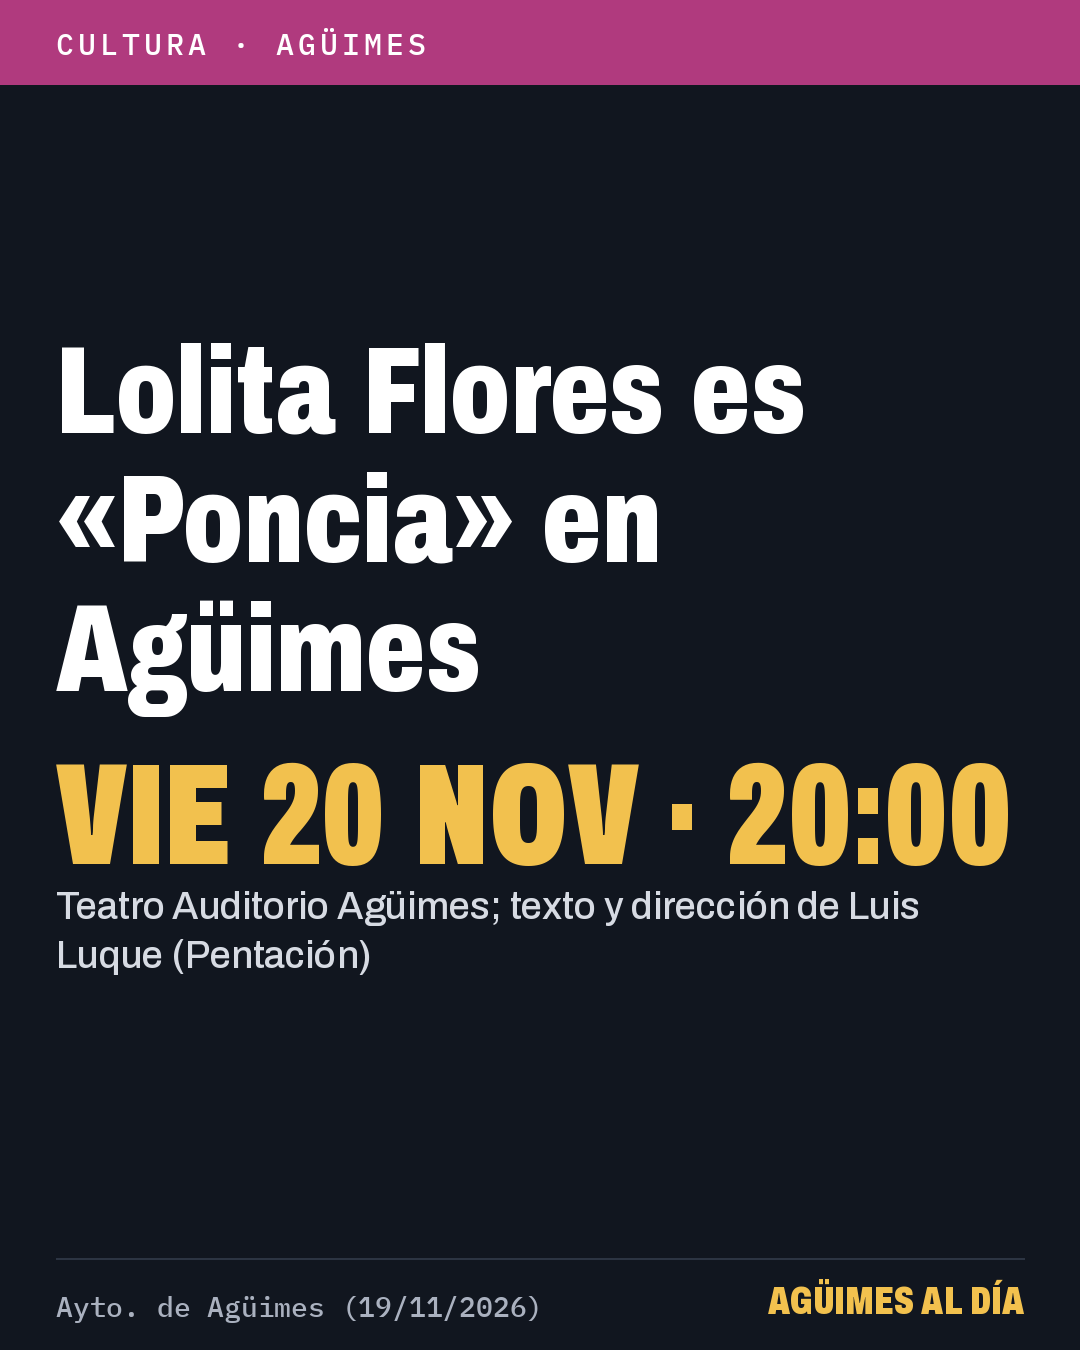 CULTURA · AGÜIMES
Lolita Flores es
«Poncia» en
Agüimes
VIE 20 NOV · 20:00
Teatro Auditorio Agüimes; texto y dirección de Luis
Luque (Pentación)
Ayto. de Agüimes (19/11/2026)
AGÜIMES AL DÍA